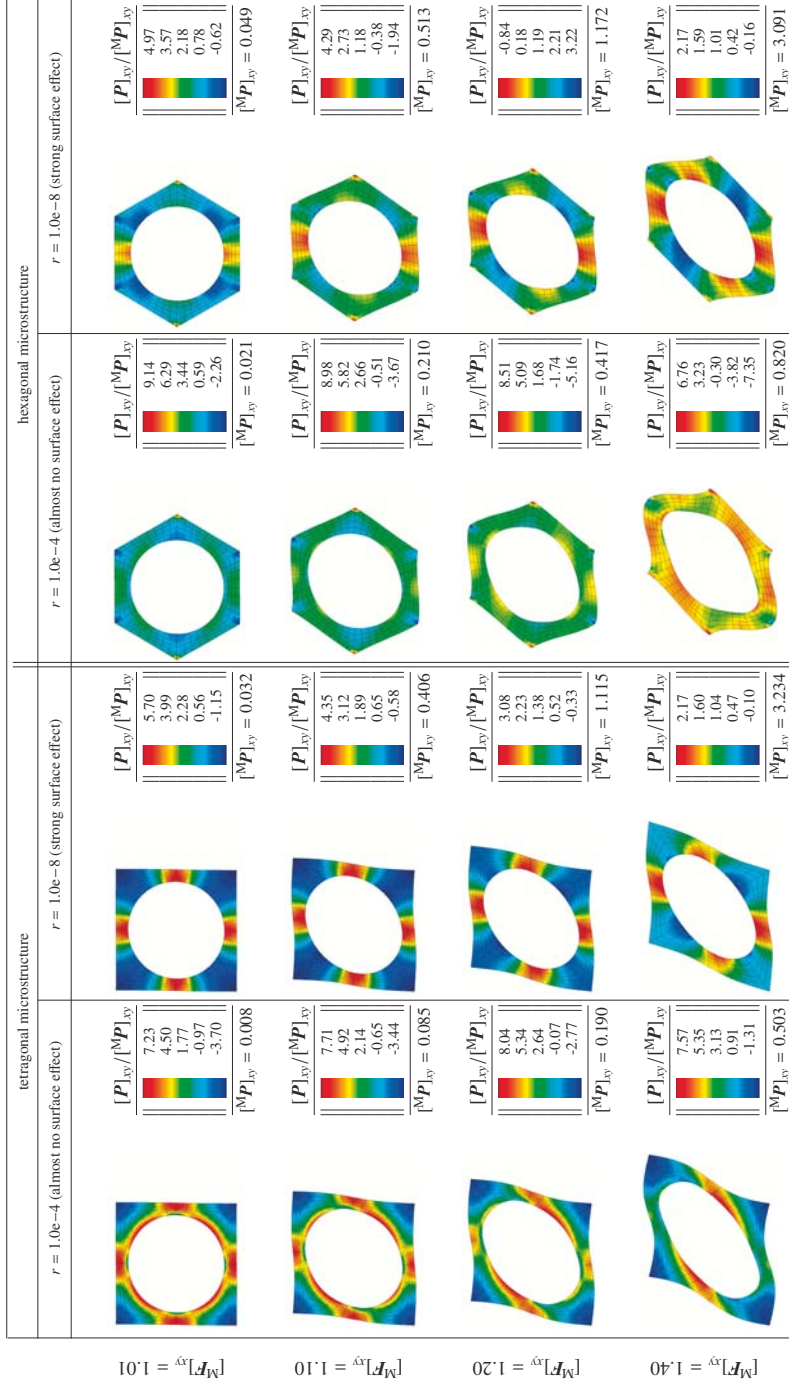 tetragonal microstructure
hexagonal microstructure
r = 1.0e−4 (almost no surface effect)
r = 1.0e−8 (strong surface effect)
r = 1.0e−4 (almost no surface effect)
r = 1.0e−8 (strong surface effect)
[ᴹF]xy = 1.01
[P]xy/[ᴹP]xy
7.23
4.50
1.77
-0.97
-3.70
[ᴹP]xy = 0.008
[P]xy/[ᴹP]xy
5.70
3.99
2.28
0.56
-1.15
[ᴹP]xy = 0.032
[P]xy/[ᴹP]xy
9.14
6.29
3.44
0.59
-2.26
[ᴹP]xy = 0.021
[P]xy/[ᴹP]xy
4.97
3.57
2.18
0.78
-0.62
[ᴹP]xy = 0.049
[ᴹF]xy = 1.10
[P]xy/[ᴹP]xy
7.71
4.92
2.14
-0.65
-3.44
[ᴹP]xy = 0.085
[P]xy/[ᴹP]xy
4.35
3.12
1.89
0.65
-0.58
[ᴹP]xy = 0.406
[P]xy/[ᴹP]xy
8.98
5.82
2.66
-0.51
-3.67
[ᴹP]xy = 0.210
[P]xy/[ᴹP]xy
4.29
2.73
1.18
-0.38
-1.94
[ᴹP]xy = 0.513
[ᴹF]xy = 1.20
[P]xy/[ᴹP]xy
8.04
5.34
2.64
-0.07
-2.77
[ᴹP]xy = 0.190
[P]xy/[ᴹP]xy
3.08
2.23
1.38
0.52
-0.33
[ᴹP]xy = 1.115
[P]xy/[ᴹP]xy
8.51
5.09
1.68
-1.74
-5.16
[ᴹP]xy = 0.417
[P]xy/[ᴹP]xy
-0.84
0.18
1.19
2.21
3.22
[ᴹP]xy = 1.172
[ᴹF]xy = 1.40
[P]xy/[ᴹP]xy
7.57
5.35
3.13
0.91
-1.31
[ᴹP]xy = 0.503
[P]xy/[ᴹP]xy
2.17
1.60
1.04
0.47
-0.10
[ᴹP]xy = 3.234
[P]xy/[ᴹP]xy
6.76
3.23
-0.30
-3.82
-7.35
[ᴹP]xy = 0.820
[P]xy/[ᴹP]xy
2.17
1.59
1.01
0.42
-0.16
[ᴹP]xy = 3.091